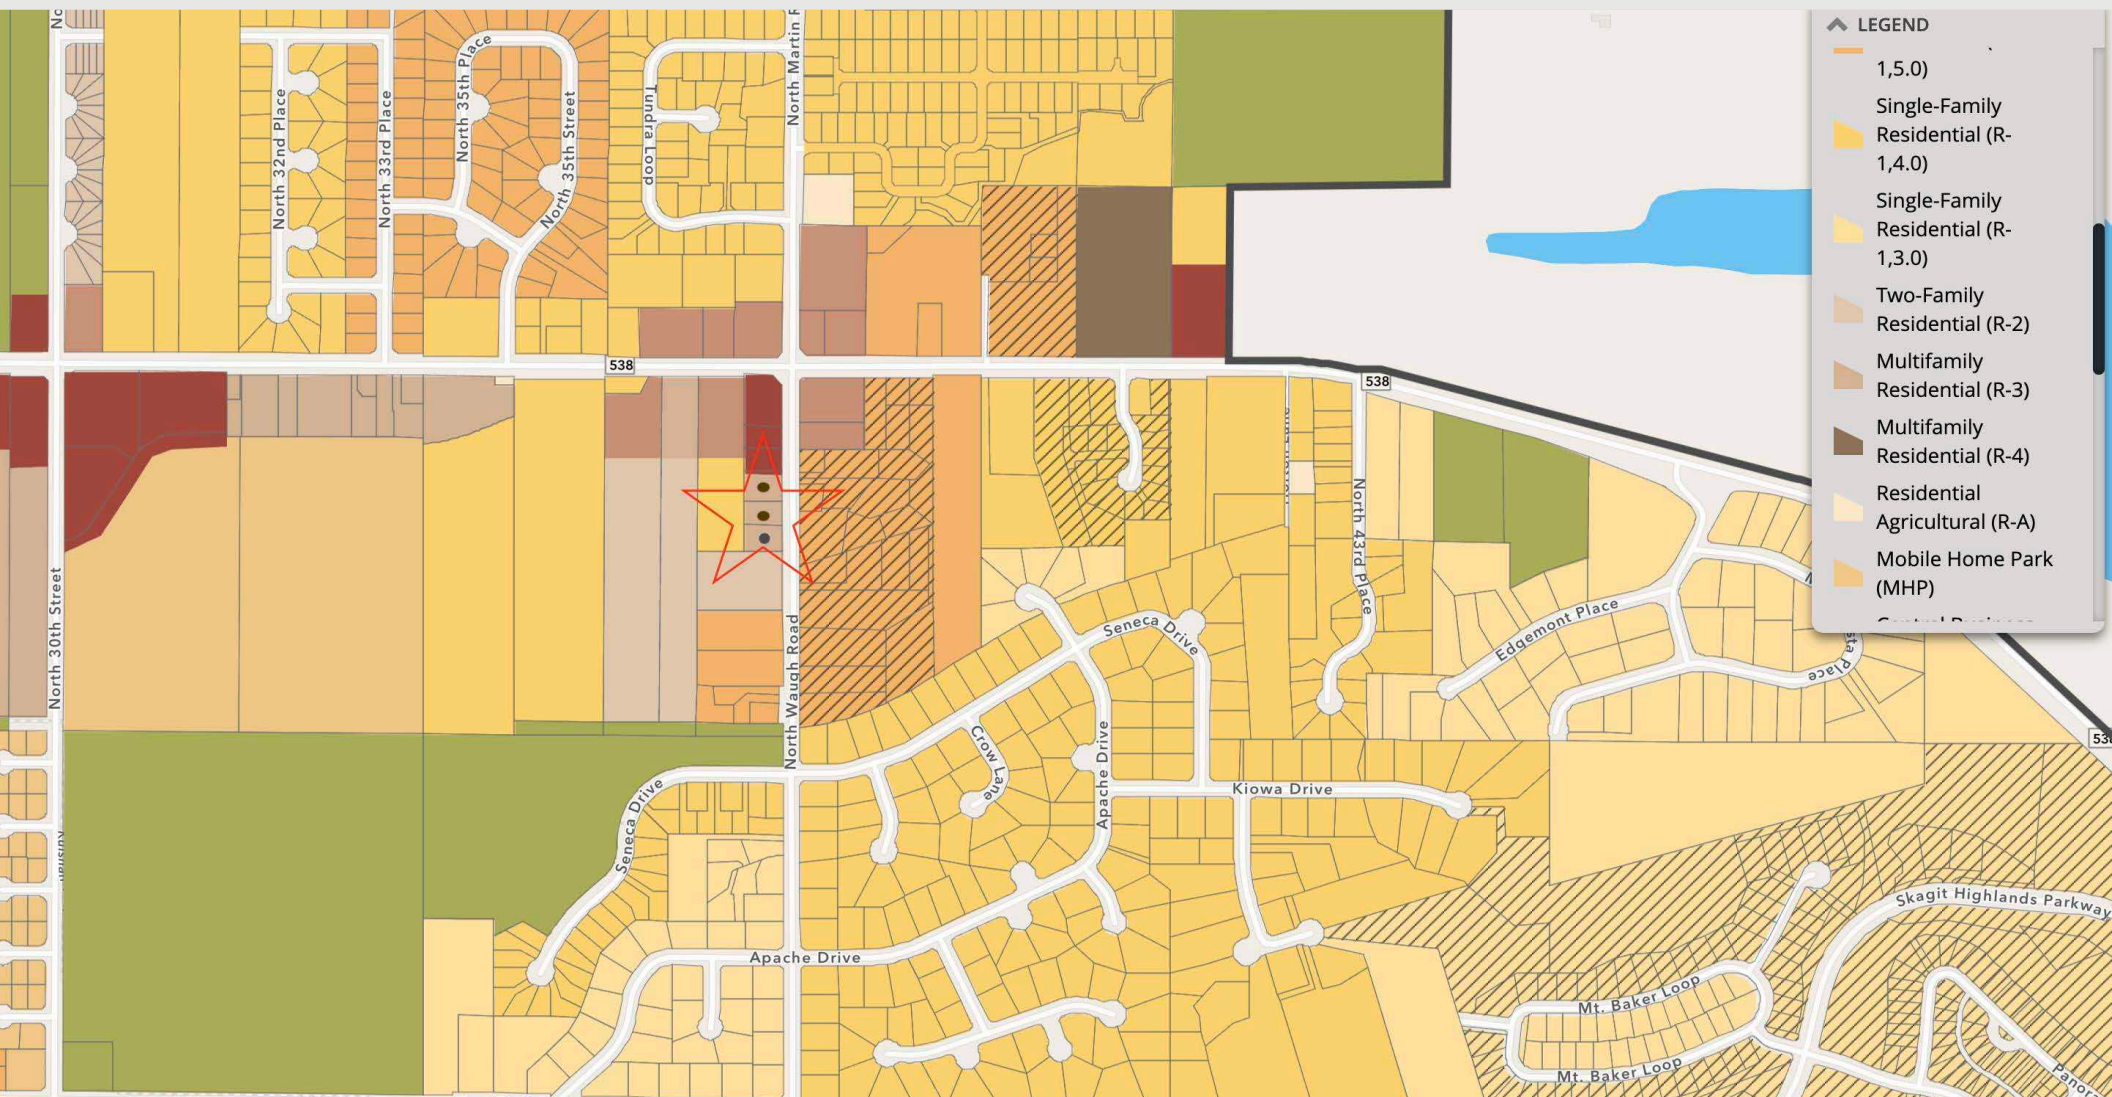 North 32nd Place
North 33rd Place
North 35th Place
North 35th Street
Tundra Loop
538
538
North 30th Street
North Waugh Road
North 43rd Place
Seneca Drive
Edgemont Place
Crow Lane
Apache Drive
Kiowa Drive
Seneca Drive
Apache Drive
Skagit Highlands Parkway
Mt. Baker Loop
Mt. Baker Loop
LEGEND
1,5.0)
Single-Family
Residential (R-
1,4.0)
Single-Family
Residential (R-
1,3.0)
Two-Family
Residential (R-2)
Multifamily
Residential (R-3)
Multifamily
Residential (R-4)
Residential
Agricultural (R-A)
Mobile Home Park
(MHP)